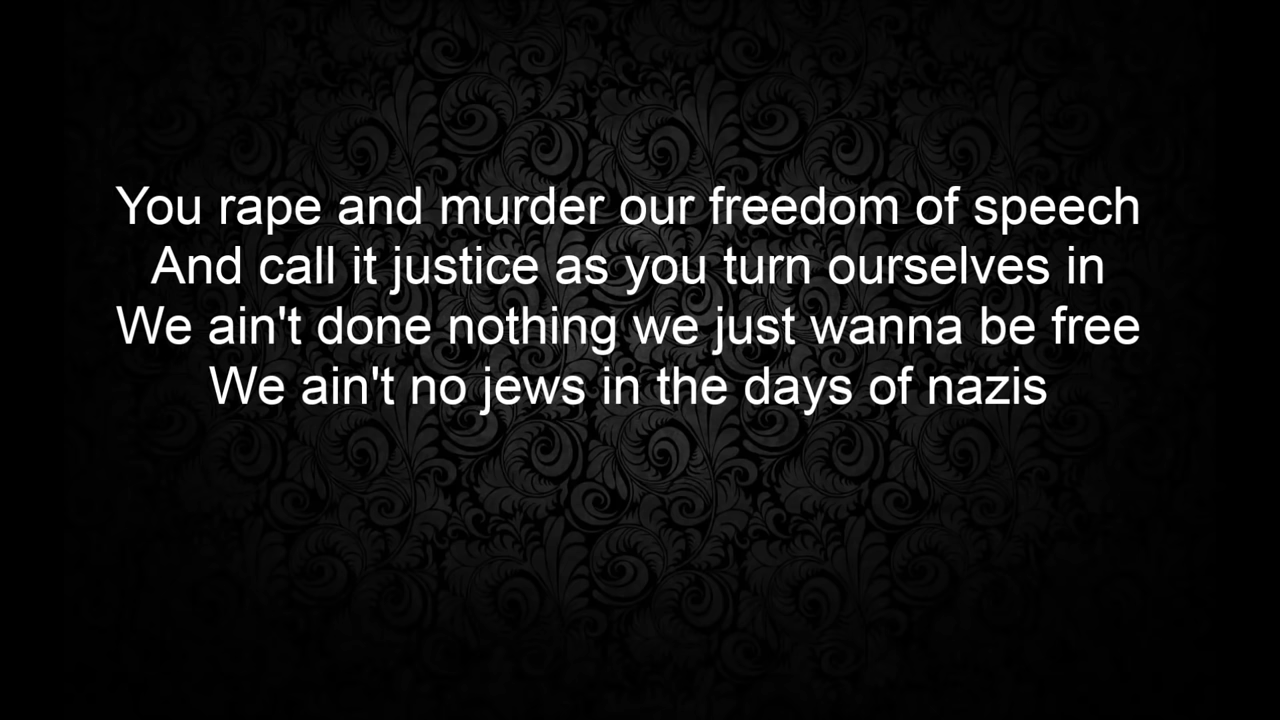 You rape and murder our freedom of speech
And call it justice as you turn ourselves in
We ain't done nothing we just wanna be free
We ain't no jews in the days of nazis